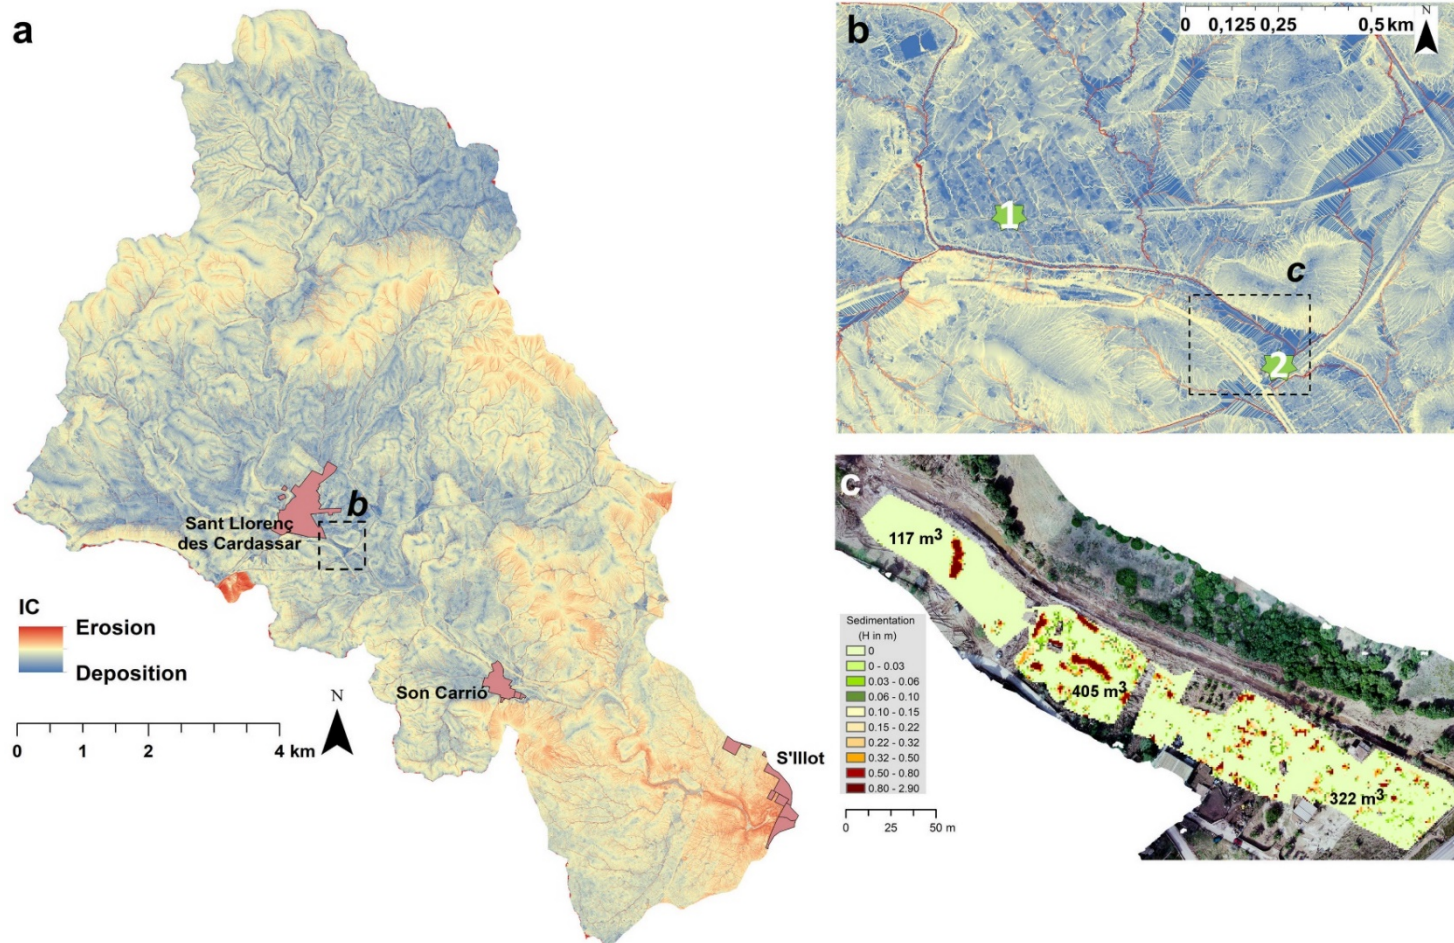 a
Sant Llorenç
des Cardassar
b
IC
Erosion
Deposition
N
0 1 2 4 km
Son Carrió
S'Illot
b
0 0,125 0,25 0,5 km
N
1
c
2
c
117 m³
405 m³
322 m³
Sedimentation
(H in m)
0
0 - 0.03
0.03 - 0.06
0.06 - 0.10
0.10 - 0.15
0.15 - 0.22
0.22 - 0.32
0.32 - 0.50
0.50 - 0.80
0.80 - 2.90
0 25 50 m